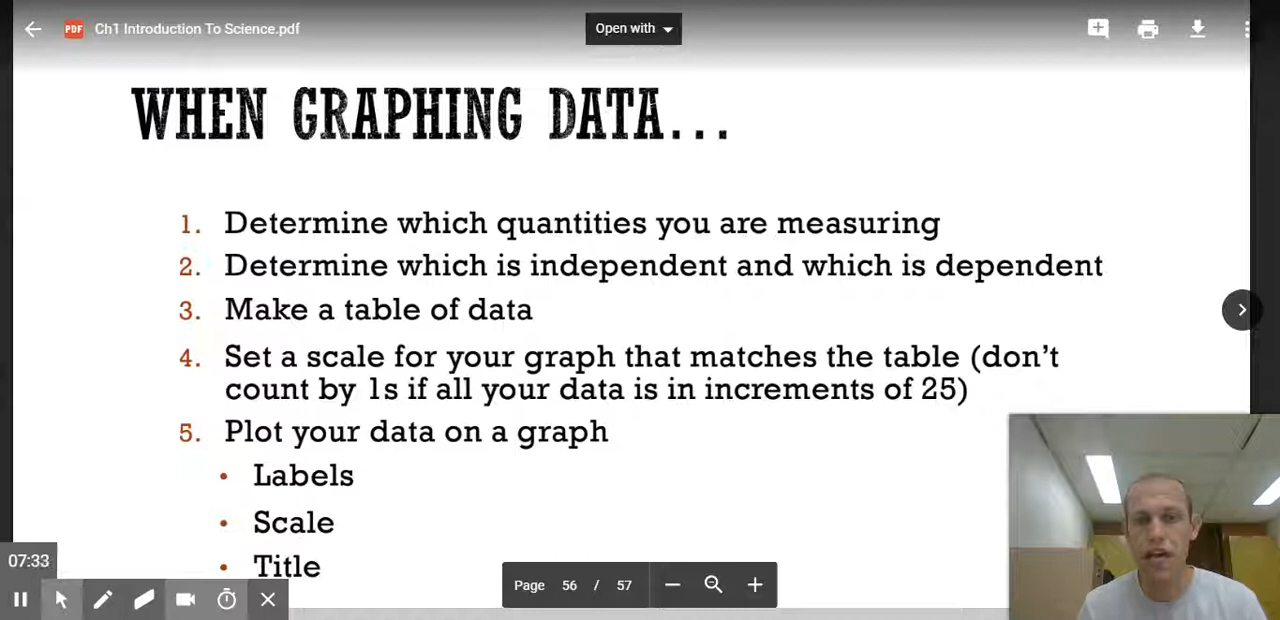 PDF Ch1 Introduction To Science.pdf
Open with
WHEN GRAPHING DATA...
1. Determine which quantities you are measuring
2. Determine which is independent and which is dependent
3. Make a table of data
4. Set a scale for your graph that matches the table (don't
count by 1s if all your data is in increments of 25)
5. Plot your data on a graph
• Labels
• Scale
• Title
07:33
Page 56 / 57